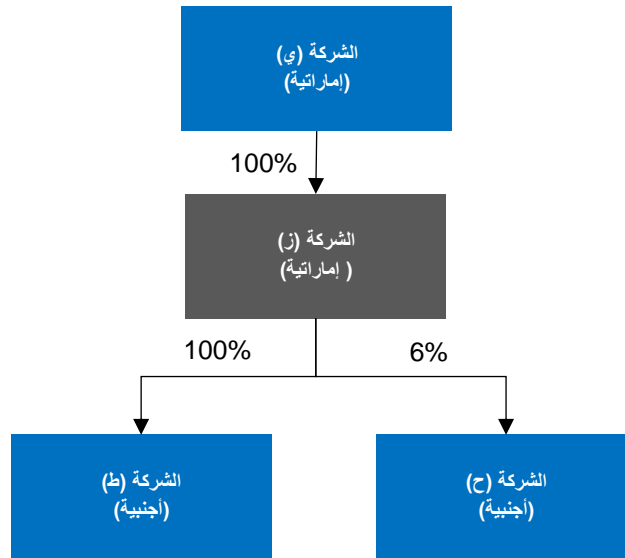 الشركة (ي)
(إماراتية)
100%
الشركة (ز)
( إماراتية)
100%
6%
الشركة (ط)
(أجنبية)
الشركة (ح)
(أجنبية)